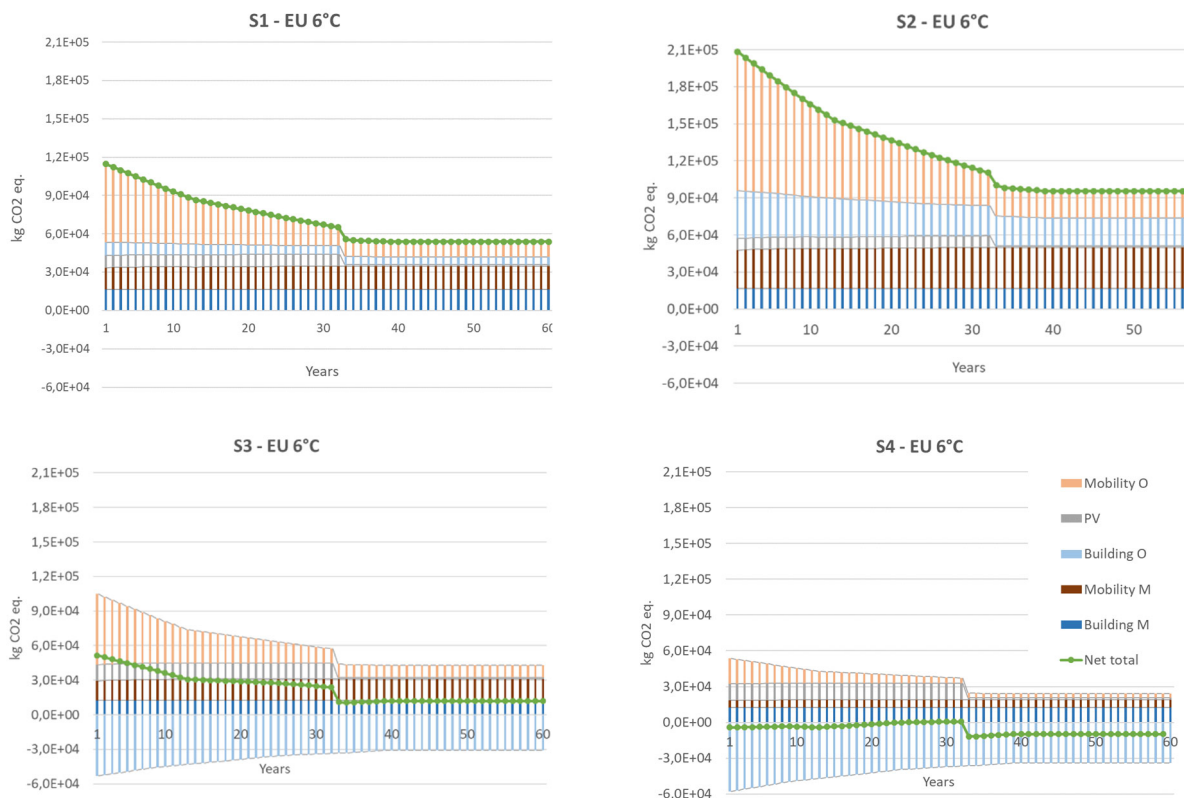 S1 - EU 6°C
2,1E+05
1,8E+05
1,5E+05
1,2E+05
9,0E+04
6,0E+04
3,0E+04
0,0E+00
-3,0E+04
-6,0E+04
kg CO2 eq.
1 10 20 30 40 50 60
Years
S2 - EU 6°C
2,1E+05
1,8E+05
1,5E+05
1,2E+05
9,0E+04
6,0E+04
3,0E+04
0,0E+00
-3,0E+04
-6,0E+04
kg CO2 eq.
1 10 20 30 40 50
Years
S3 - EU 6°C
2,1E+05
1,8E+05
1,5E+05
1,2E+05
9,0E+04
6,0E+04
3,0E+04
0,0E+00
-3,0E+04
-6,0E+04
kg CO2 eq.
1 10 20 30 40 50 60
Years
S4 - EU 6°C
2,1E+05
1,8E+05
1,5E+05
1,2E+05
9,0E+04
6,0E+04
3,0E+04
0,0E+00
-3,0E+04
-6,0E+04
kg CO2 eq.
1 10 20 30 40 50 60
Years
Mobility O
PV
Building O
Mobility M
Building M
Net total